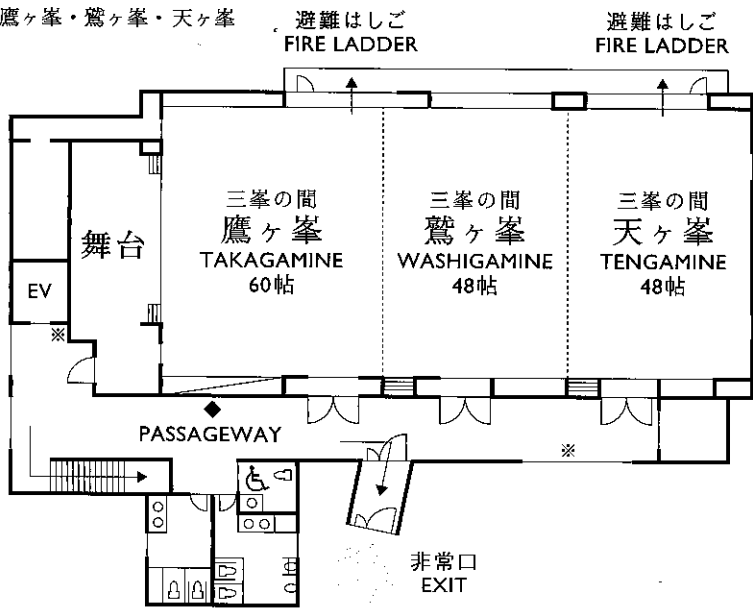 鷹ヶ峯・鷲ヶ峯・天ヶ峯
避難はしご
FIRE LADDER
避難はしご
FIRE LADDER
舞台
三峯の間
鷹ヶ峯
TAKAGAMINE
60帖
三峯の間
鷲ヶ峯
WASHIGAMINE
48帖
三峯の間
天ヶ峯
TENGAMINE
48帖
EV
※
PASSAGEWAY
※
非常口
EXIT